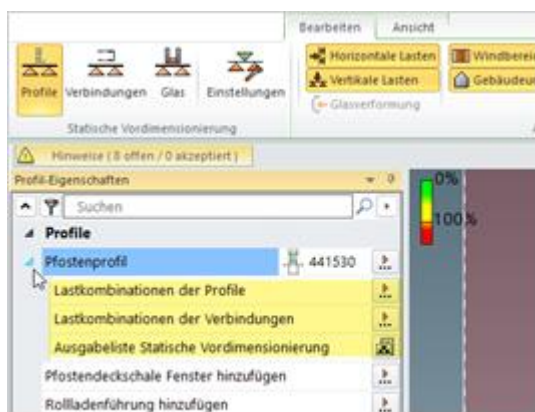 Bearbeiten Ansicht
Profile Verbindungen Glas Einstellungen
Horizontale Lasten
Vertikale Lasten
Glasverformung
Statische Vordimensionierung
Hinweise ( 8 offen / 0 akzeptiert )
Profil-Eigenschaften
Suchen
Profile
Pfostenprofil 441530
Lastkombinationen der Profile
Lastkombinationen der Verbindungen
Ausgabeliste Statische Vordimensionierung
Pfostendeckschale Fenster hinzufügen
Rollladenführung hinzufügen
0%
100%